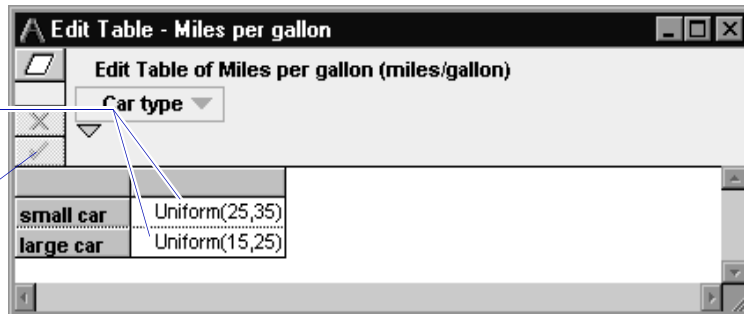 Edit Table - Miles per gallon
Edit Table of Miles per gallon (miles/gallon)
Car type
small car Uniform(25,35)
large car Uniform(15,25)